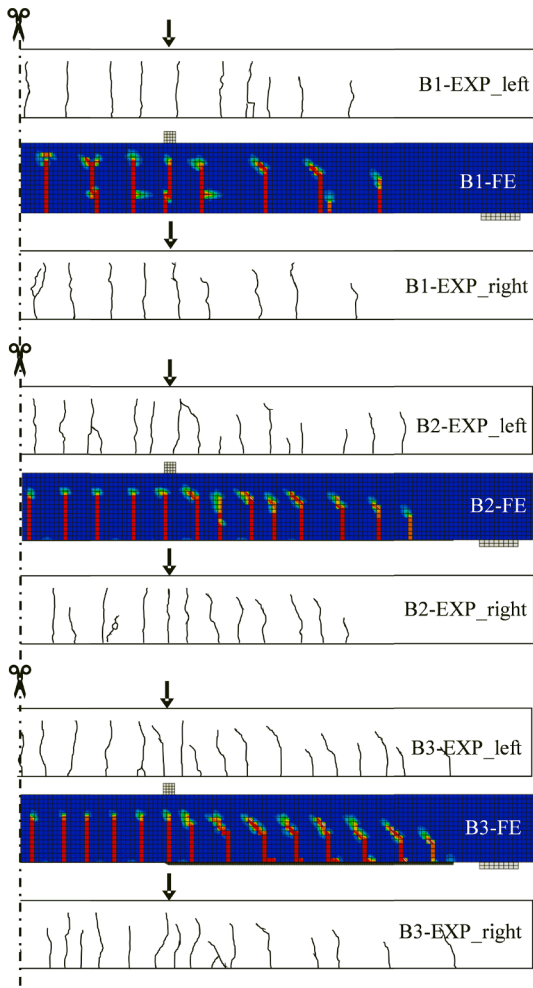 B1-EXP_left
B1-FE
B1-EXP_right
B2-EXP_left
B2-FE
B2-EXP_right
B3-EXP_left
B3-FE
B3-EXP_right